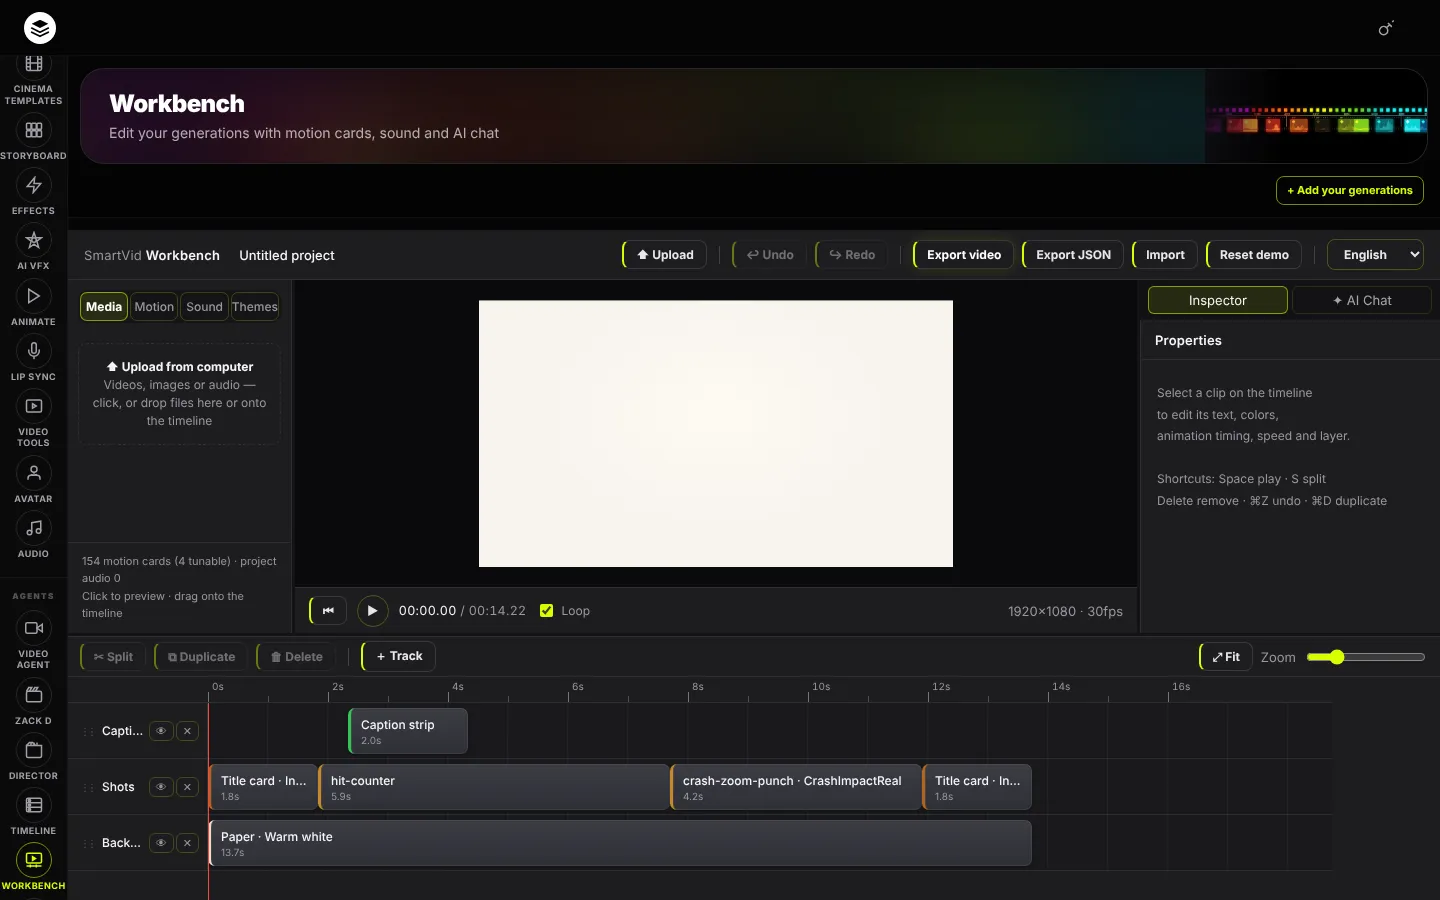 CINEMA
TEMPLATES
STORYBOARD
EFFECTS
AI VFX
ANIMATE
LIP SYNC
VIDEO
TOOLS
AVATAR
AUDIO
AGENTS
VIDEO
AGENT
ZACK D
DIRECTOR
TIMELINE
WORKBENCH
Workbench
Edit your generations with motion cards, sound and AI chat
+ Add your generations
SmartVid Workbench Untitled project
Upload
Undo
Redo
Export video
Export JSON
Import
Reset demo
English
Media
Motion
Sound
Themes
Upload from computer
Videos, images or audio —
click, or drop files here or onto
the timeline
154 motion cards (4 tunable) · project
audio 0
Click to preview · drag onto the
timeline
00:00.00 / 00:14.22
Loop
1920×1080 · 30fps
Inspector
✦ AI Chat
Properties
Select a clip on the timeline
to edit its text, colors,
animation timing, speed and layer.
Shortcuts: Space play · S split
Delete remove · ⌘Z undo · ⌘D duplicate
Split
Duplicate
Delete
+ Track
Fit
Zoom
0s 2s 4s 6s 8s 10s 12s 14s 16s
Capti...
Caption strip
2.0s
Shots
Title card · In...
1.8s
hit-counter
5.9s
crash-zoom-punch · CrashImpactReal
4.2s
Title card · In...
1.8s
Back...
Paper · Warm white
13.7s